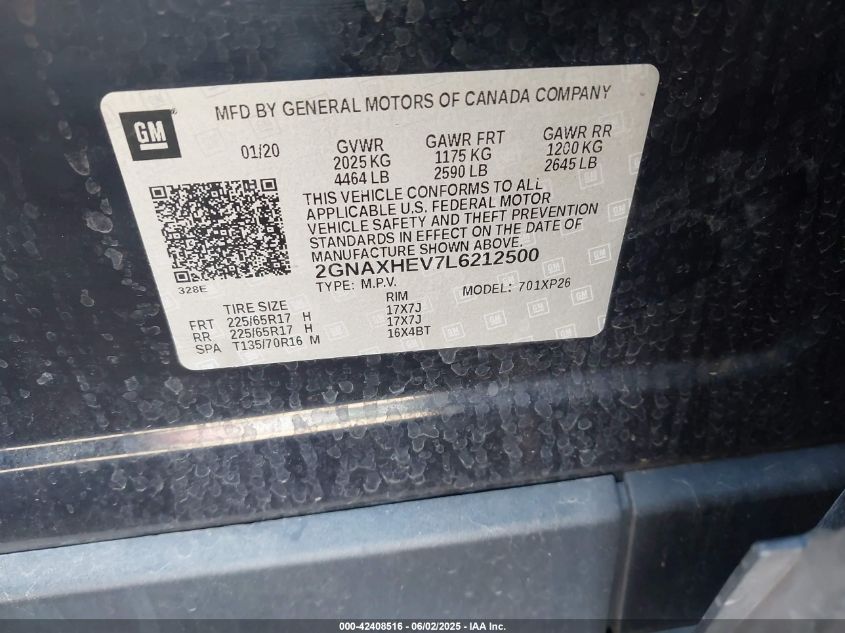 MFD BY GENERAL MOTORS OF CANADA COMPANY
GM
01/20
GVWR GAWR FRT GAWR RR
2025 KG 1175 KG 1200 KG
4464 LB 2590 LB 2645 LB
THIS VEHICLE CONFORMS TO ALL
APPLICABLE U.S. FEDERAL MOTOR
VEHICLE SAFETY AND THEFT PREVENTION
STANDARDS IN EFFECT ON THE DATE OF
MANUFACTURE SHOWN ABOVE.
328E
2GNAXHEV7L6212500
TYPE: M.P.V. MODEL: 701XP26
TIRE SIZE RIM
FRT 225/65R17 H 17X7J
RR 225/65R17 H 17X7J
SPA T135/70R16 M 16X4BT
000-42408516 - 06/02/2025 - IAA Inc.